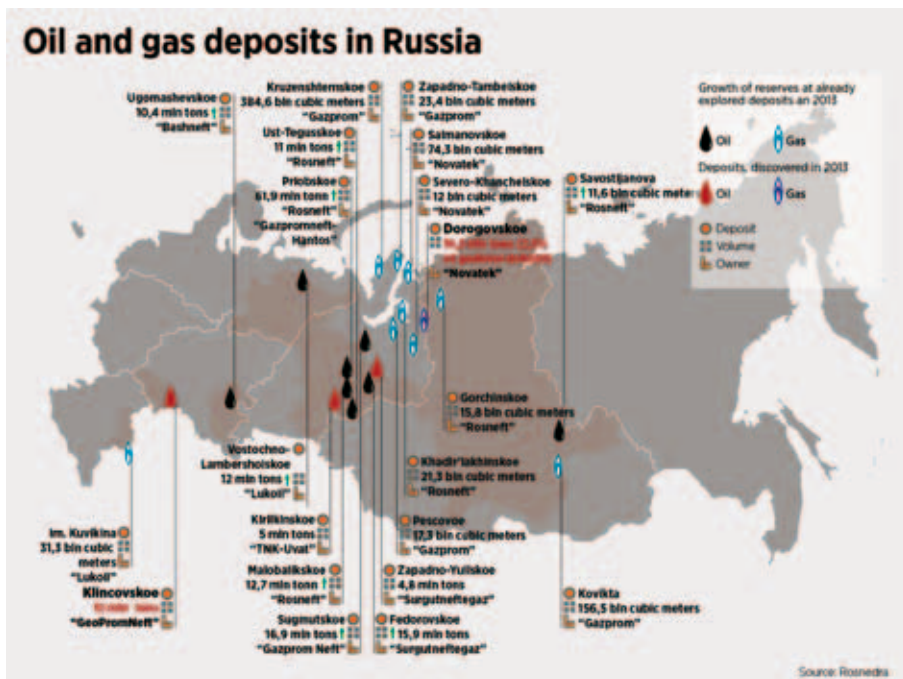 Oil and gas deposits in Russia
Ugomashevskoe
10,4 mln tons
"Bashneft"
Kruzenshternskoe
384,6 bln cubic meters
"Gazprom"
Ust-Tegusskoe
11 mln tons
"Rosneft"
Priobskoe
61,9 mln tonn
"Rosneft"
"Gazpromneft-
Hantos"
Zapadno-Tambeiskoe
23,4 bln cubic meters
"Gazprom"
Salmanovskoe
74,3 bln cubic meters
"Novatek"
Severo-Khancheiskoe
12 bln cubic meters
"Novatek"
Dorogovskoe
"Novatek"
Savostijanova
11,6 bln cubic meters
"Rosneft"
Growth of reserves at already
explored deposits an 2013
Oil
Gas
Deposits, discovered in 2013
Oil
Gas
Deposit
Volume
Owner
Gorchinskoe
15,8 bln cubic meters
"Rosneft"
Vostochno-
Lambershoiskoe
12 mln tons
"Lukoil"
Khadir'iakhinskoe
21,3 bln cubic meters
"Rosneft"
Kirilkinskoe
5 mln tons
"TNK-Uvat"
Pescovoe
17,3 bln cubic meters
"Gazprom"
im. Kuvikina
31,3 bln cubic
meters
"Lukoil"
Malobalikskoe
12,7 mln tonn
"Rosneft"
Zapadno-Yuliskoe
4,8 mln tons
"Surgutneftegaz"
Klincovskoe
"GeoPromNeft"
Kovikta
156,5 bln cubic meters
"Gazprom"
Sugmutskoe
16,9 mln tons
"Gazprom Neft"
Fedorovskoe
15,9 mln tons
"Surgutneftegaz"
Source: Rosnedra